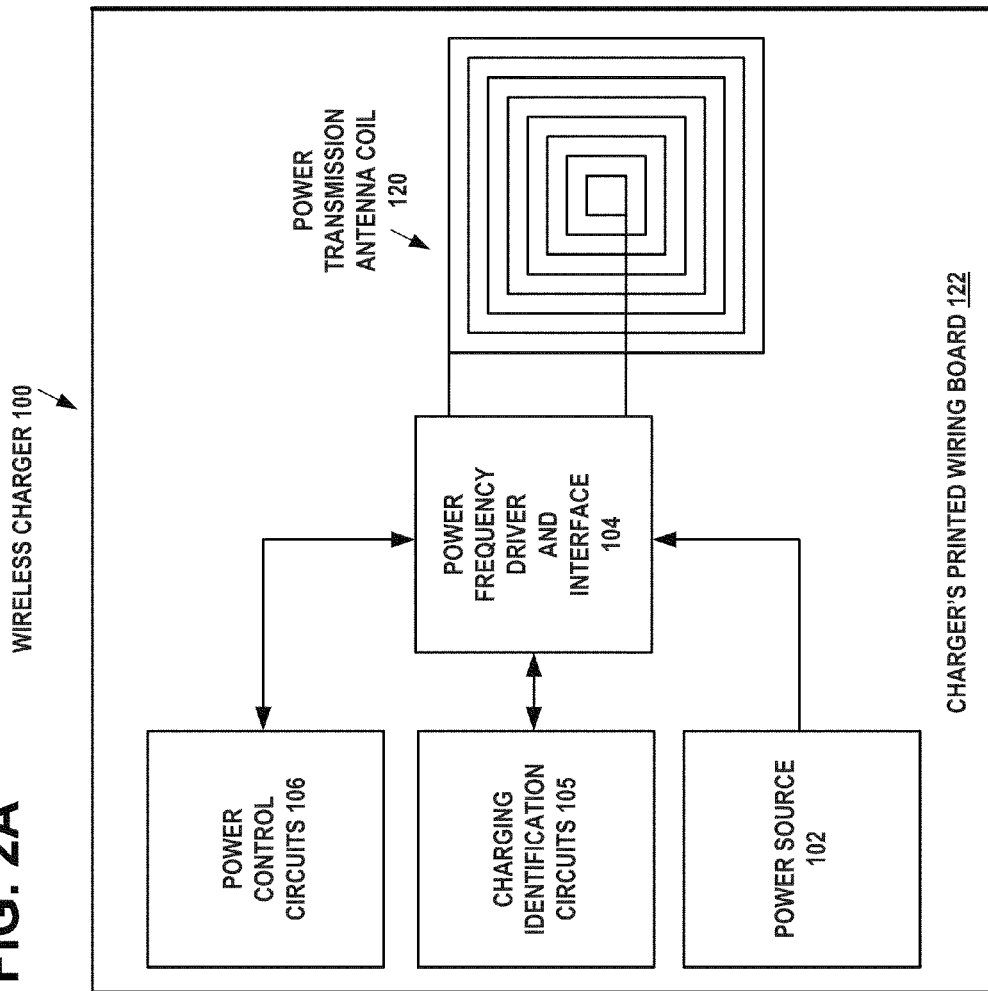 FIG. 2A
WIRELESS CHARGER 100
POWER
CONTROL
CIRCUITS 106
CHARGING
IDENTIFICATION
CIRCUITS 105
POWER SOURCE
102
POWER
FREQUENCY
DRIVER
AND
INTERFACE
104
POWER
TRANSMISSION
ANTENNA COIL
120
CHARGER'S PRINTED WIRING BOARD 122